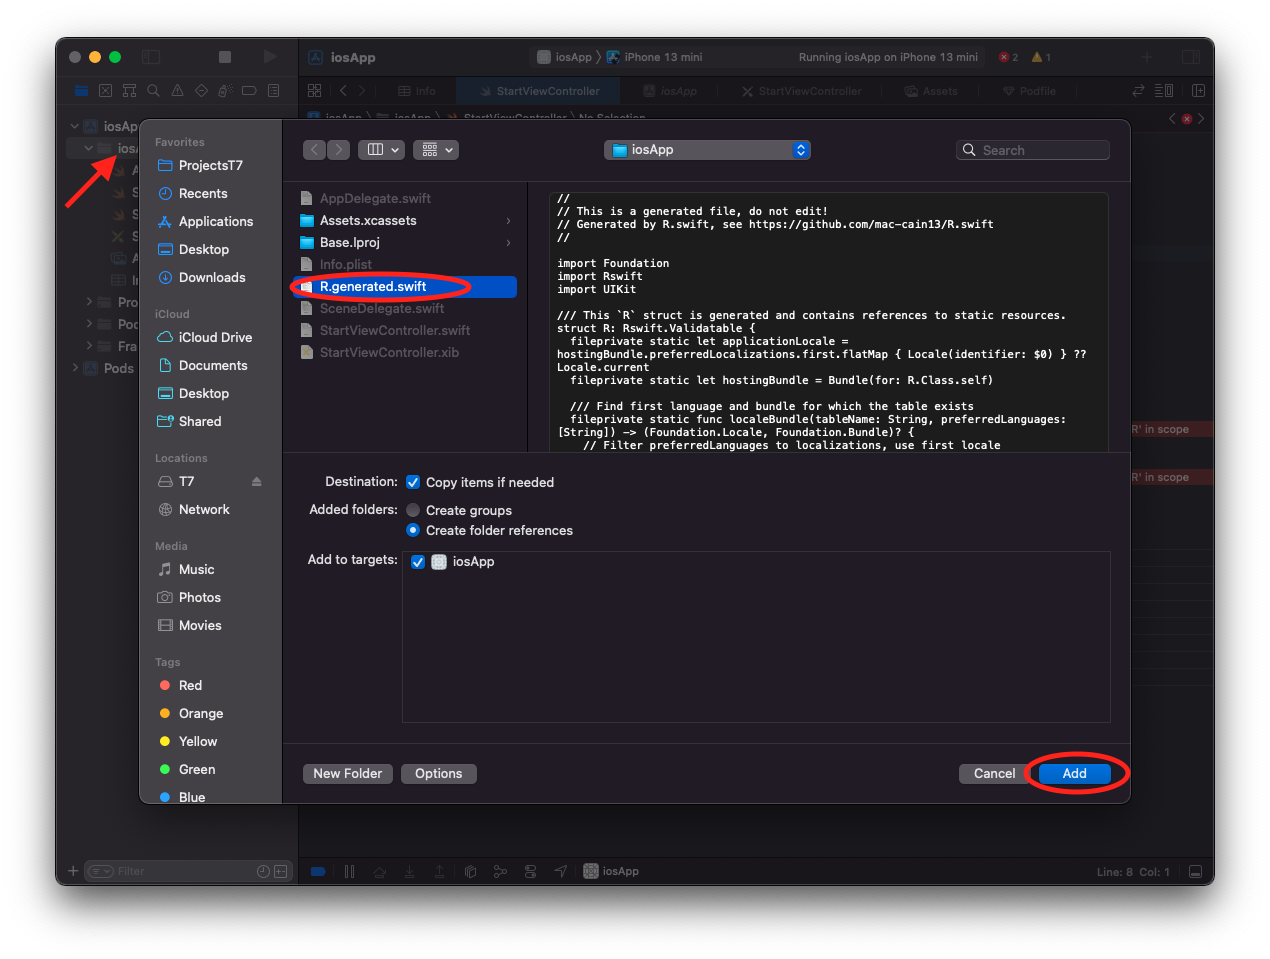 iosApp
iosApp
iPhone 13 mini
Running iosApp on iPhone 13 mini
2
1
Info
StartViewController
iosApp
StartViewController
Assets
Podfile
iosApp
iosApp
StartViewController
No Selection
iosAp
iosA
A
S
S
S
A
In
Pro
Pod
Fra
Pods
Favorites
ProjectsT7
Recents
Applications
Desktop
Downloads
iCloud
iCloud Drive
Documents
Desktop
Shared
Locations
T7
Network
Media
Music
Photos
Movies
Tags
Red
Orange
Yellow
Green
Blue
iosApp
Search
AppDelegate.swift
Assets.xcassets
Base.lproj
Info.plist
R.generated.swift
SceneDelegate.swift
StartViewController.swift
StartViewController.xib
//
// This is a generated file, do not edit!
// Generated by R.swift, see https://github.com/mac-cain13/R.swift
//
import Foundation
import Rswift
import UIKit
/// This `R` struct is generated and contains references to static resources.
struct R: Rswift.Validatable {
fileprivate static let applicationLocale =
hostingBundle.preferredLocalizations.first.flatMap { Locale(identifier: $0) } ??
Locale.current
fileprivate static let hostingBundle = Bundle(for: R.Class.self)
/// Find first language and bundle for which the table exists
fileprivate static func localeBundle(tableName: String, preferredLanguages:
[String]) -> (Foundation.Locale, Foundation.Bundle)? {
// Filter preferredLanguages to localizations, use first locale
R' in scope
R' in scope
Destination:
Copy items if needed
Added folders:
Create groups
Create folder references
Add to targets:
iosApp
New Folder
Options
Cancel
Add
Filter
iosApp
Line: 8 Col: 1